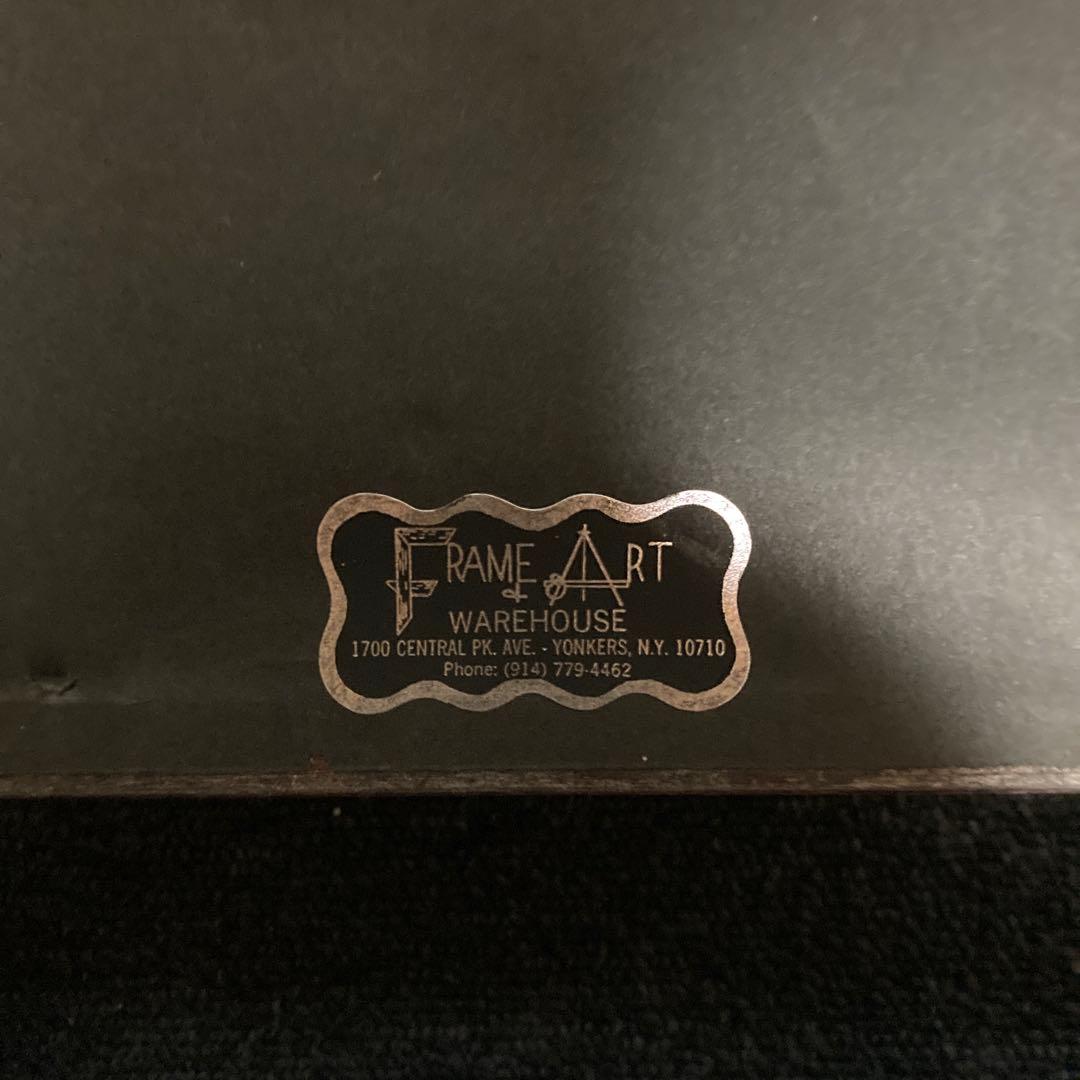 FRAME & ART
WAREHOUSE
1700 CENTRAL PK. AVE. - YONKERS, N.Y. 10710
Phone: (914) 779-4462